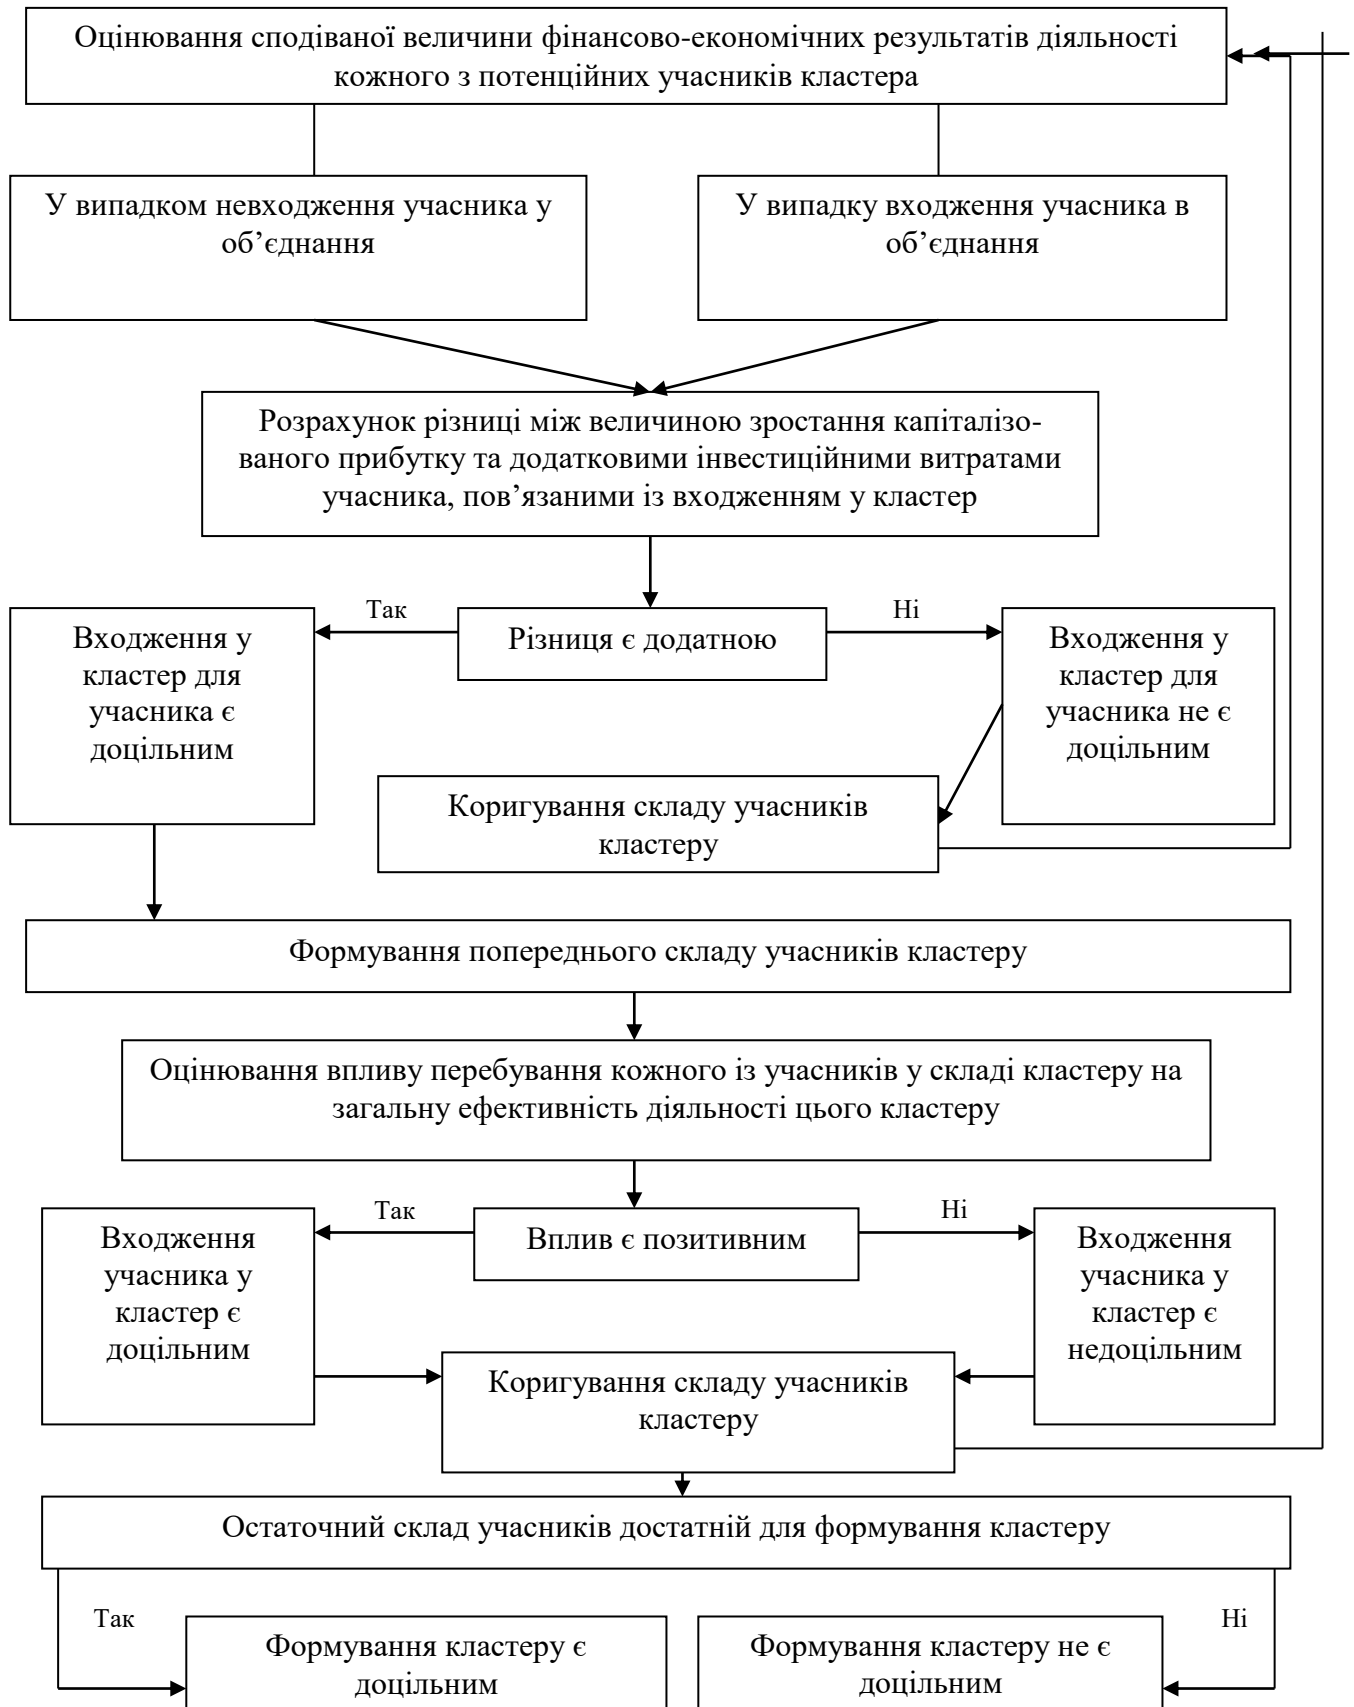 Оцінювання сподіваної величини фінансово-економічних результатів діяльності
кожного з потенційних учасників кластера
У випадком невходження учасника у
об’єднання
У випадку входження учасника в
об’єднання
Розрахунок різниці між величиною зростання капіталізо-
ваного прибутку та додатковими інвестиційними витратами
учасника, пов’язаними із входженням у кластер
Так
Різниця є додатною
Ні
Входження у
кластер для
учасника є
доцільним
Входження у
кластер для
учасника не є
доцільним
Коригування складу учасників
кластеру
Формування попереднього складу учасників кластеру
Оцінювання впливу перебування кожного із учасників у складі кластеру на
загальну ефективність діяльності цього кластеру
Так
Вплив є позитивним
Ні
Входження
учасника у
кластер є
доцільним
Входження
учасника у
кластер є
недоцільним
Коригування складу учасників
кластеру
Остаточний склад учасників достатній для формування кластеру
Так
Ні
Формування кластеру є
доцільним
Формування кластеру не є
доцільним